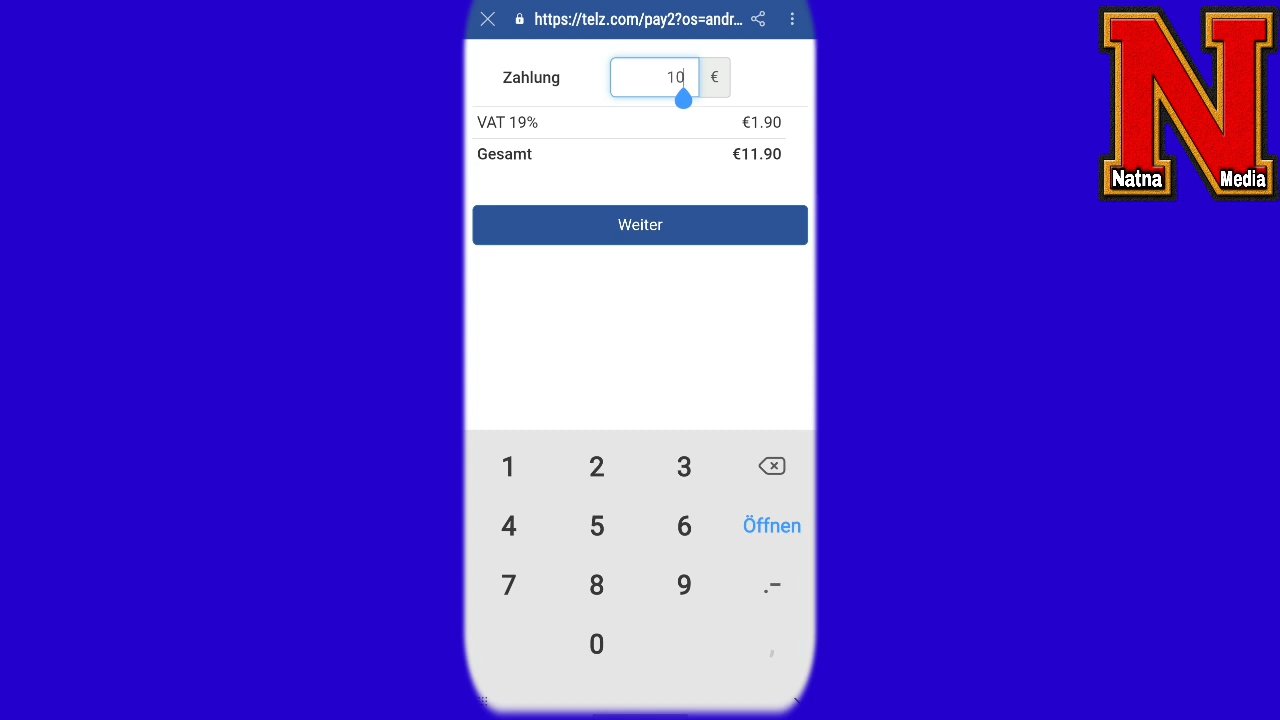 https://telz.com/pay2?os=andr...
Zahlung 10 €
VAT 19% €1.90
Gesamt €11.90
Weiter
1 2 3
4 5 6 Öffnen
7 8 9 .-
0 ,
N
Natna Media